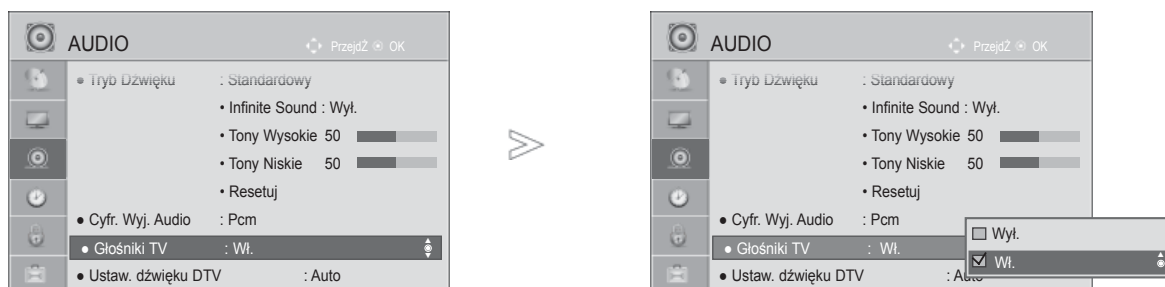 AUDIO
PrzejdŹ OK
● Tryb Dźwięku : Standardowy
• Infinite Sound : Wył.
• Tony Wysokie 50
• Tony Niskie 50
• Resetuj
● Cyfr. Wyj. Audio : Pcm
● Głośniki TV : Wł.
● Ustaw. dźwięku DTV : Auto
AUDIO
PrzejdŹ OK
● Tryb Dźwięku : Standardowy
• Infinite Sound : Wył.
• Tony Wysokie 50
• Tony Niskie 50
• Resetuj
● Cyfr. Wyj. Audio : Pcm
● Głośniki TV : Wł.
● Ustaw. dźwięku DTV
Wył.
Wł.